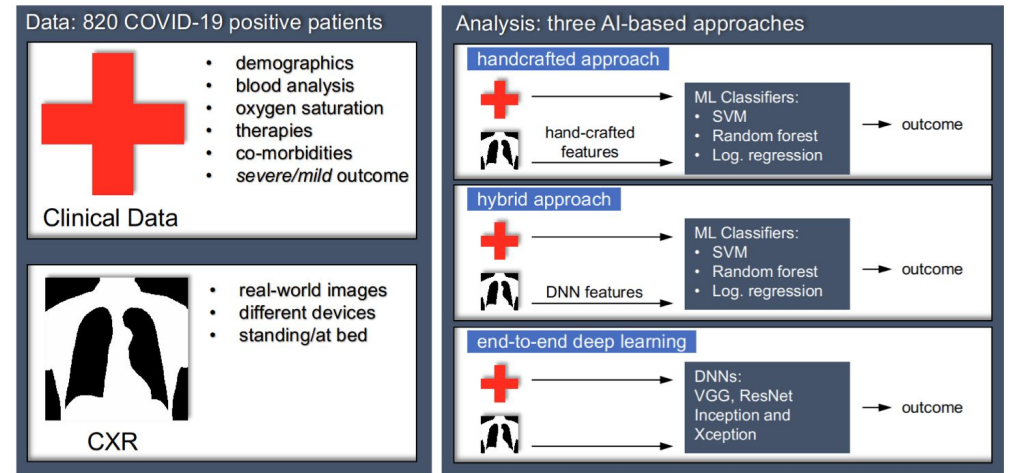 Data: 820 COVID-19 positive patients
• demographics
• blood analysis
• oxygen saturation
• therapies
• co-morbidities
• severe/mild outcome
Clinical Data
• real-world images
• different devices
• standing/at bed
CXR
Analysis: three AI-based approaches
handcrafted approach
hand-crafted
features
ML Classifiers:
• SVM
• Random forest
• Log. regression
outcome
hybrid approach
DNN features
ML Classifiers:
• SVM
• Random forest
• Log. regression
outcome
end-to-end deep learning
DNNs:
VGG, ResNet
Inception and
Xception
outcome